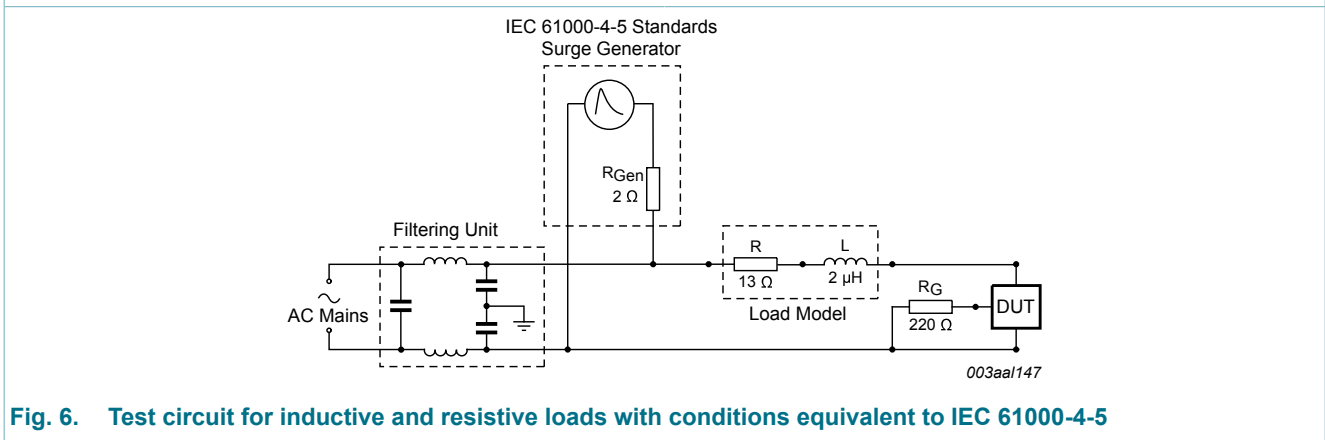 IEC 61000-4-5 Standards
Surge Generator
RGen
2 Ω
Filtering Unit
AC Mains
R
13 Ω
L
2 μH
Load Model
RG
220 Ω
DUT
003aal147
Fig. 6. Test circuit for inductive and resistive loads with conditions equivalent to IEC 61000-4-5